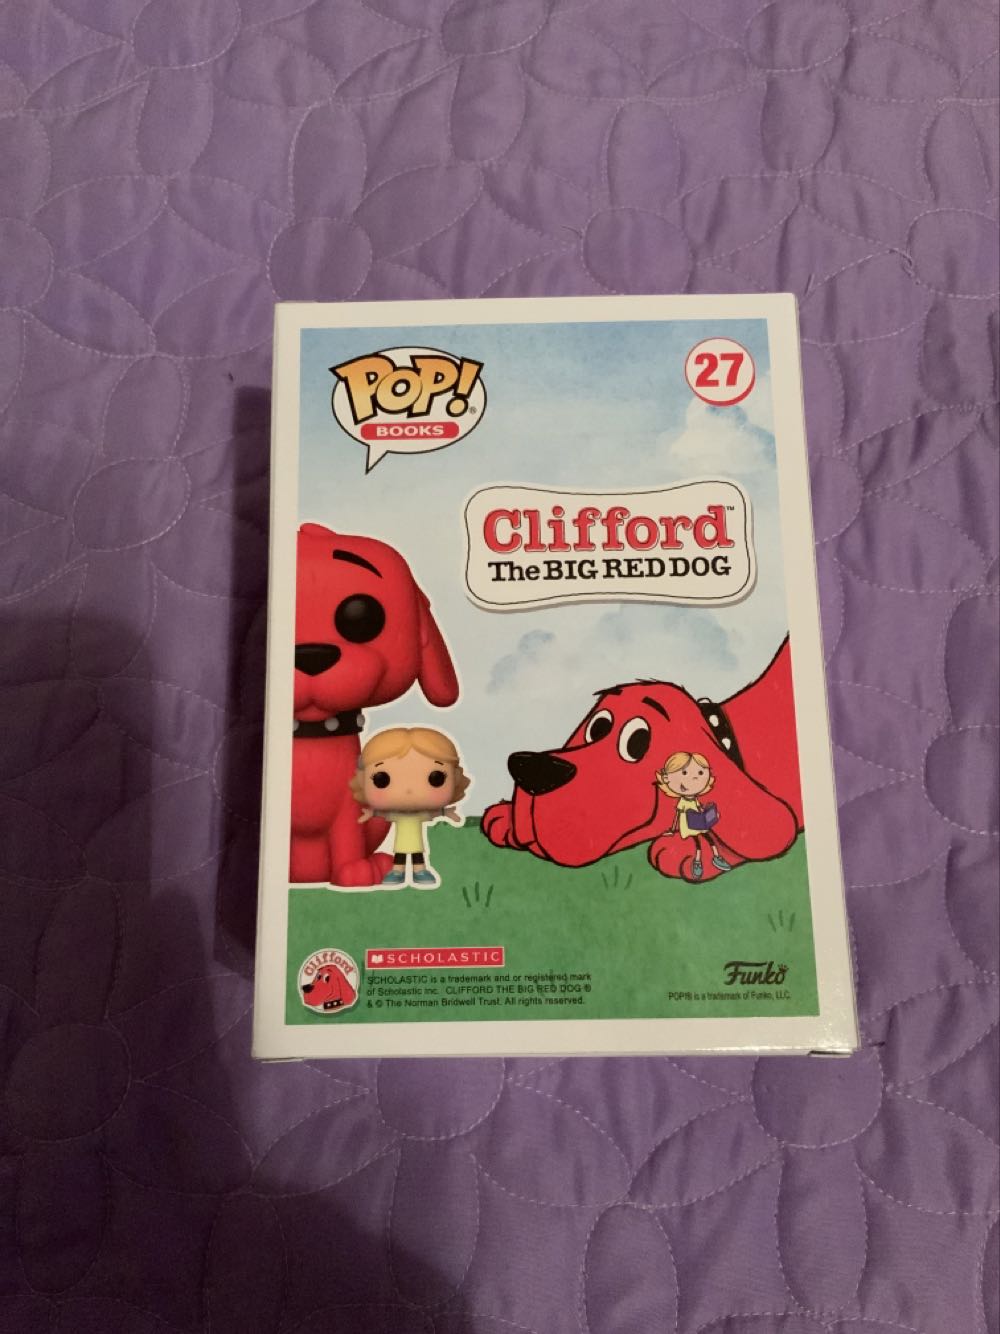 POP!®
BOOKS
27
Clifford™
The BIG RED DOG
Clifford
SCHOLASTIC
SCHOLASTIC is a trademark and or registered mark
of Scholastic Inc. CLIFFORD THE BIG RED DOG ®
& © The Norman Bridwell Trust. All rights reserved.
Funko
POP!® is a trademark of Funko, LLC.